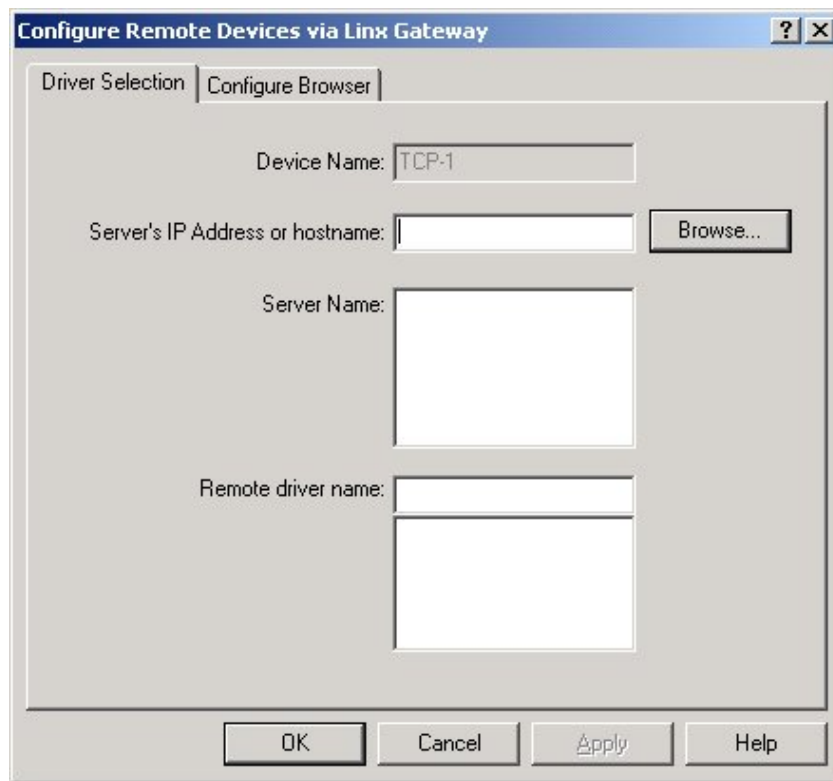 Configure Remote Devices via Linx Gateway
Driver Selection
Configure Browser
Device Name: TCP-1
Server's IP Address or hostname:
Browse...
Server Name:
Remote driver name:
OK
Cancel
Apply
Help